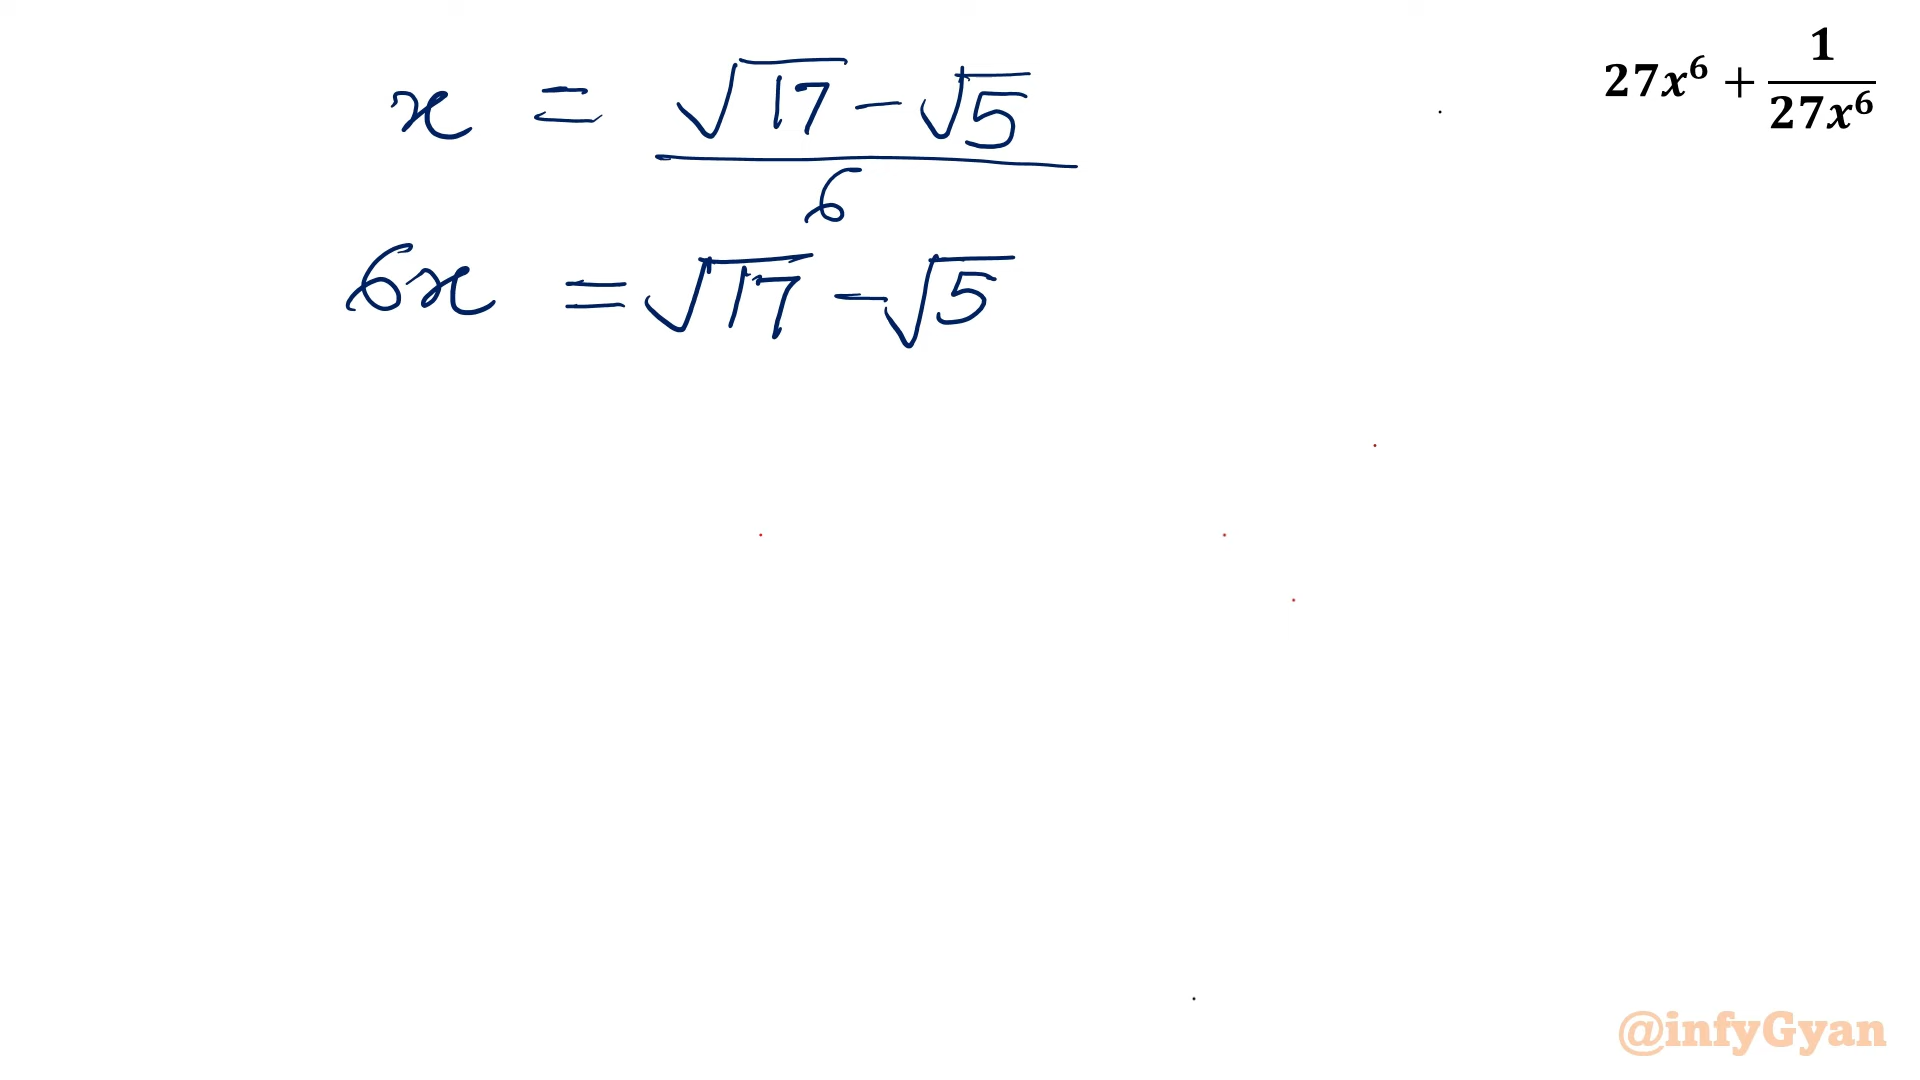 x = (√17 − √5)/6
27x⁶ + 1/(27x⁶)
6x = √17 − √5
@infyGyan